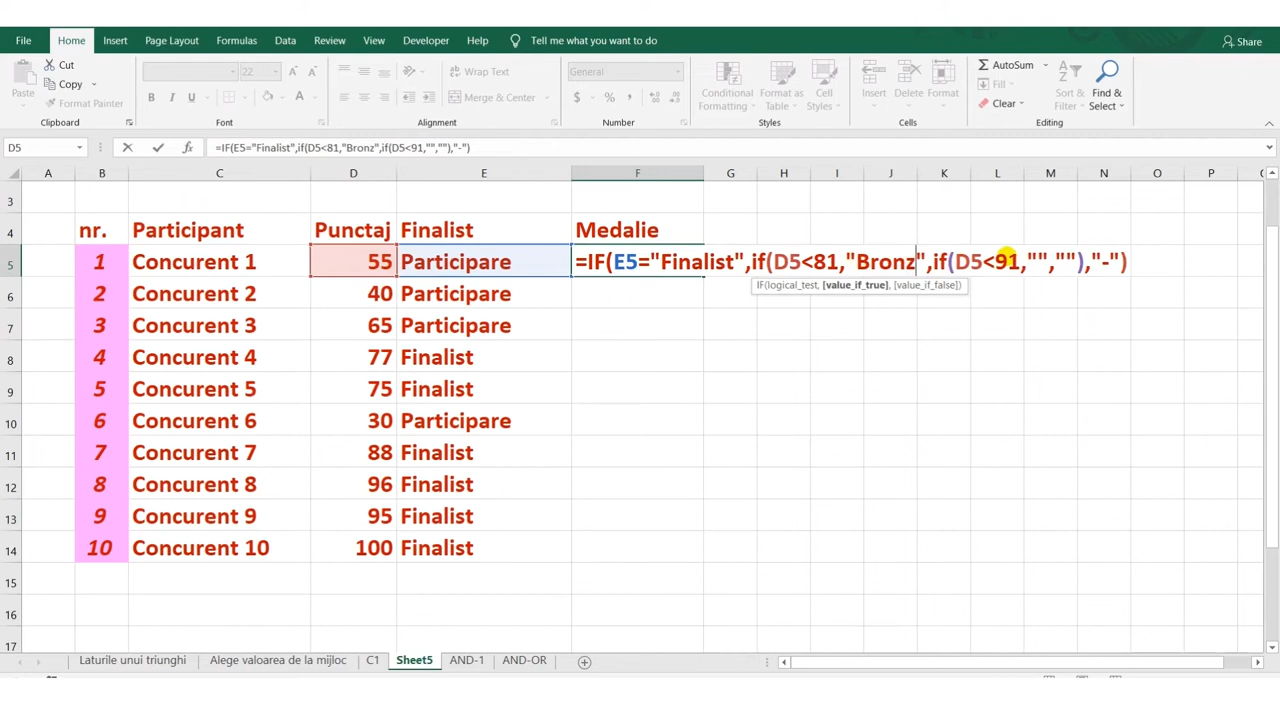 File Home Insert Page Layout Formulas Data Review View Developer Help Tell me what you want to do Share
Paste Cut Copy Format Painter Clipboard
22 B I U Font
Wrap Text Merge & Center Alignment
General $ % , Number
Conditional Formatting Format as Table Cell Styles Styles
Insert Delete Format Cells
AutoSum Fill Clear Sort & Filter Find & Select Editing
D5 fx =IF(E5="Finalist",if(D5<81,"Bronz",if(D5<91,"",""),"-")
A B C D E F G H I J K L M N O P
3
4 nr. Participant Punctaj Finalist Medalie
5 1 Concurent 1 55 Participare =IF(E5="Finalist",if(D5<81,"Bronz",if(D5<91,"",""),"-")
IF(logical_test, [value_if_true], [value_if_false])
6 2 Concurent 2 40 Participare
7 3 Concurent 3 65 Participare
8 4 Concurent 4 77 Finalist
9 5 Concurent 5 75 Finalist
10 6 Concurent 6 30 Participare
11 7 Concurent 7 88 Finalist
12 8 Concurent 8 96 Finalist
13 9 Concurent 9 95 Finalist
14 10 Concurent 10 100 Finalist
15
16
17
Laturile unui triunghi Alege valoarea de la mijloc C1 Sheet5 AND-1 AND-OR